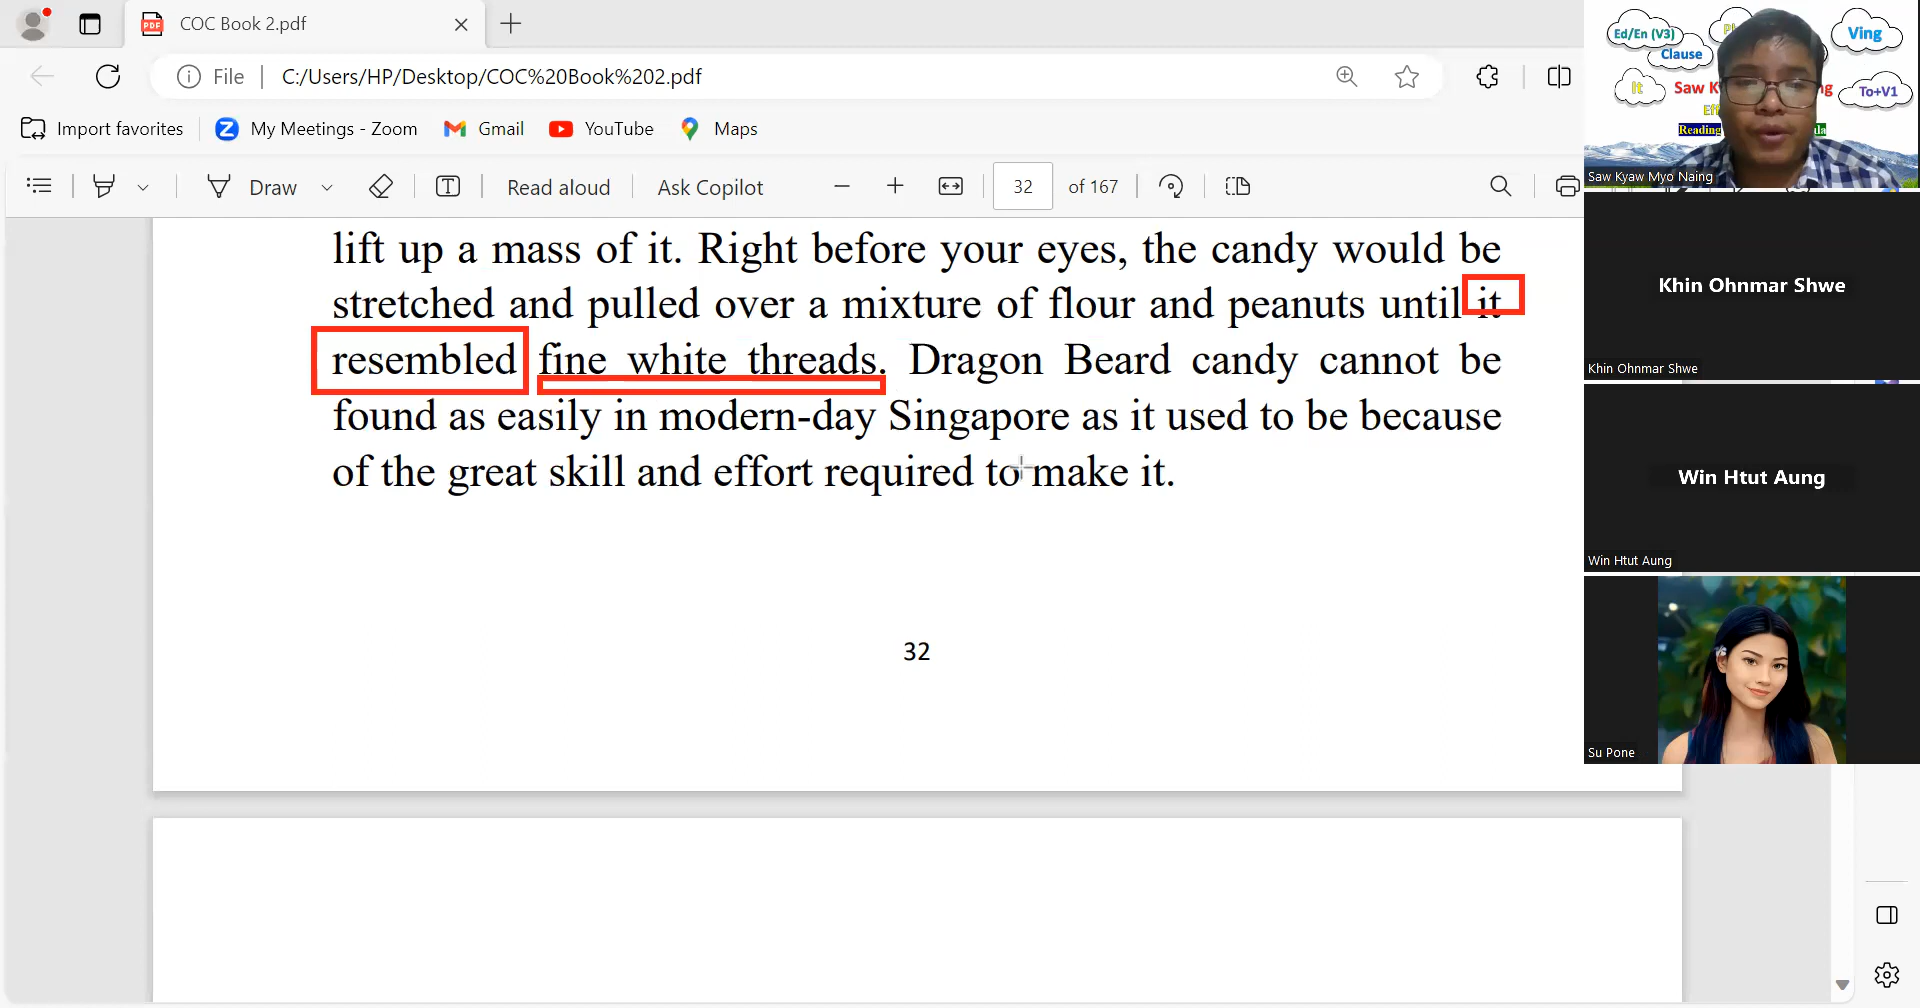 COC Book 2.pdf
File
C:/Users/HP/Desktop/COC%20Book%202.pdf
Import favorites
My Meetings - Zoom
Gmail
YouTube
Maps
Draw
Read aloud
Ask Copilot
32
of 167
lift up a mass of it. Right before your eyes, the candy would be
stretched and pulled over a mixture of flour and peanuts until it
resembled fine white threads. Dragon Beard candy cannot be
found as easily in modern-day Singapore as it used to be because
of the great skill and effort required to make it.
32
Ed/En (V3)
Clause
Ving
It
To+V1
Saw
Reading
Saw Kyaw Myo Naing
Khin Ohnmar Shwe
Khin Ohnmar Shwe
Win Htut Aung
Win Htut Aung
Su Pone